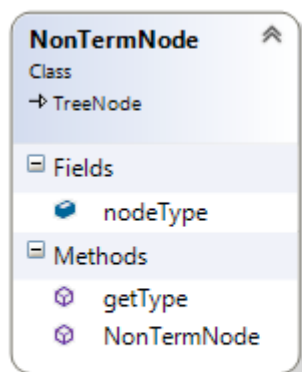 NonTermNode
Class
TreeNode
Fields
nodeType
Methods
getType
NonTermNode